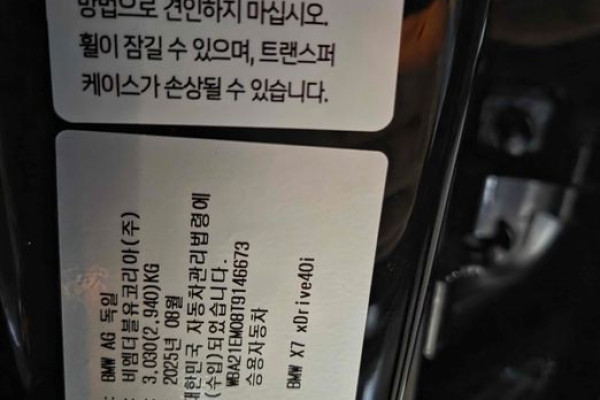 방법으로 견인하지 마십시오.
휠이 잠길 수 있으며, 트랜스퍼
케이스가 손상될 수 있습니다.
: BMW AG 독일
: 비엠더블유코리아(주)
: 3,030(2,940)KG
: 2025년 08월
대한민국 자동차관리법령에
(수입)되었습니다.
WBA21EM08T9146673
승용자동차
BMW X7 xDrive40i